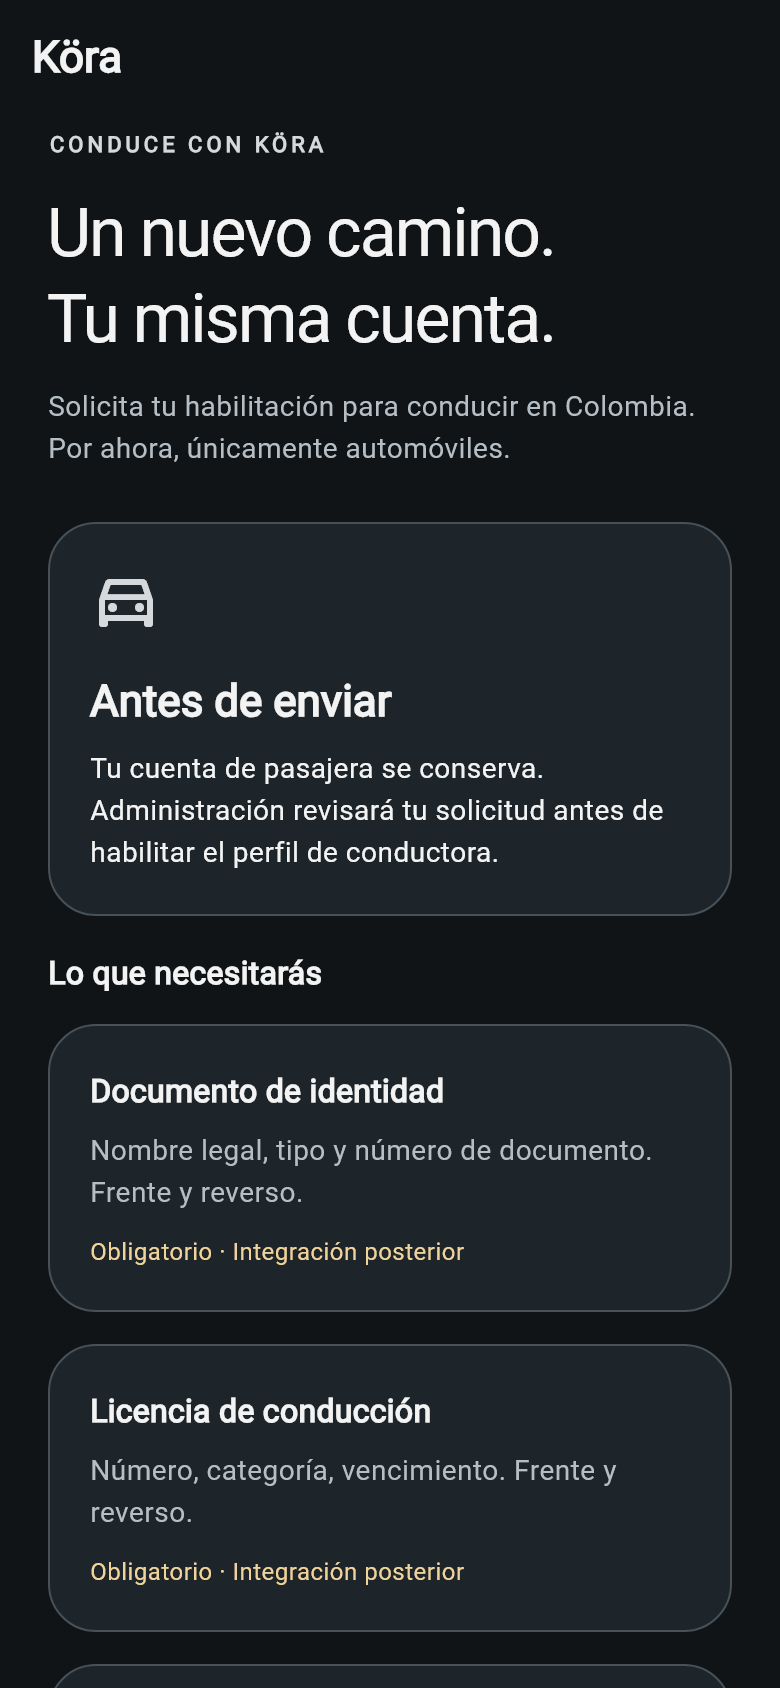 Köra
CONDUCE CON KÖRA
Un nuevo camino.
Tu misma cuenta.
Solicita tu habilitación para conducir en Colombia.
Por ahora, únicamente automóviles.
Antes de enviar
Tu cuenta de pasajera se conserva.
Administración revisará tu solicitud antes de
habilitar el perfil de conductora.
Lo que necesitarás
Documento de identidad
Nombre legal, tipo y número de documento.
Frente y reverso.
Obligatorio · Integración posterior
Licencia de conducción
Número, categoría, vencimiento. Frente y
reverso.
Obligatorio · Integración posterior